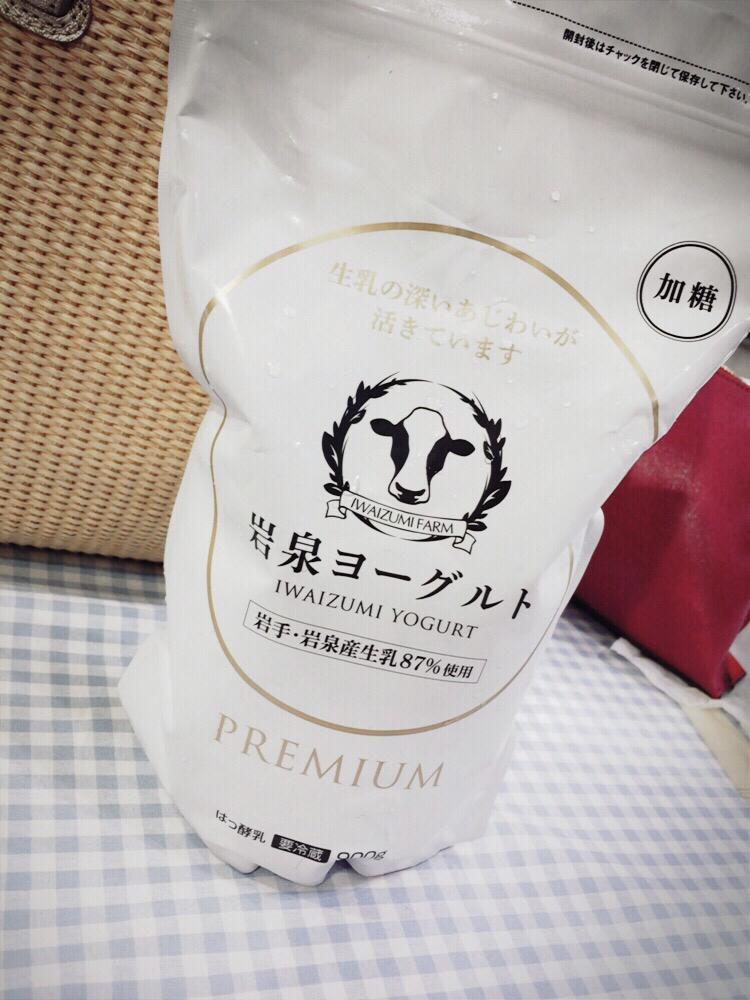 開封後はチャックを閉じて保存して下さい。
加糖
生乳の深いあじわいが
活きています
IWAIZUMI FARM
岩泉ヨーグルト
IWAIZUMI YOGURT
岩手・岩泉産生乳87%使用
PREMIUM
はっ酵乳 要冷蔵 900g